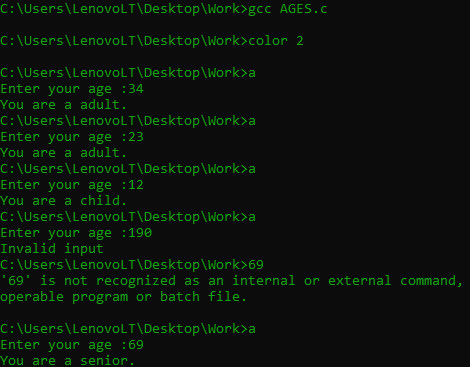 C:\Users\LenovoLT\Desktop\Work>gcc AGES.c
C:\Users\LenovoLT\Desktop\Work>color 2
C:\Users\LenovoLT\Desktop\Work>a
Enter your age :34
You are a adult.
C:\Users\LenovoLT\Desktop\Work>a
Enter your age :23
You are a adult.
C:\Users\LenovoLT\Desktop\Work>a
Enter your age :12
You are a child.
C:\Users\LenovoLT\Desktop\Work>a
Enter your age :190
Invalid input
C:\Users\LenovoLT\Desktop\Work>69
'69' is not recognized as an internal or external command,
operable program or batch file.
C:\Users\LenovoLT\Desktop\Work>a
Enter your age :69
You are a senior.